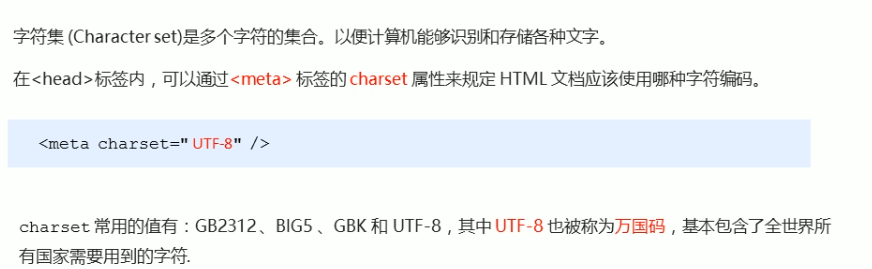 字符集 (Character set)是多个字符的集合。以便计算机能够识别和存储各种文字。
在<head>标签内，可以通过<meta> 标签的 charset 属性来规定 HTML 文档应该使用哪种字符编码。
<meta charset=" UTF-8" />
charset 常用的值有：GB2312、BIG5 、GBK 和 UTF-8，其中 UTF-8 也被称为万国码，基本包含了全世界所
有国家需要用到的字符.